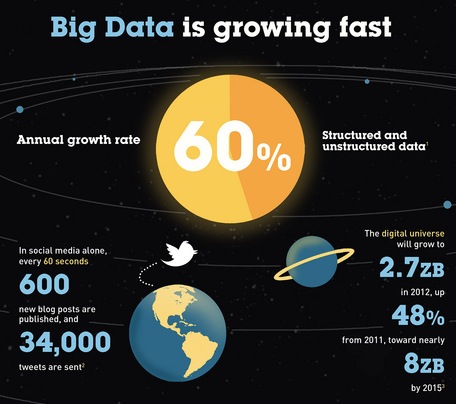 Big Data is growing fast
Annual growth rate
60%
Structured and
unstructured data¹
In social media alone,
every 60 seconds
600
new blog posts are
published, and
34,000
tweets are sent²
The digital universe
will grow to
2.7ZB
in 2012, up
48%
from 2011, toward nearly
8ZB
by 2015³